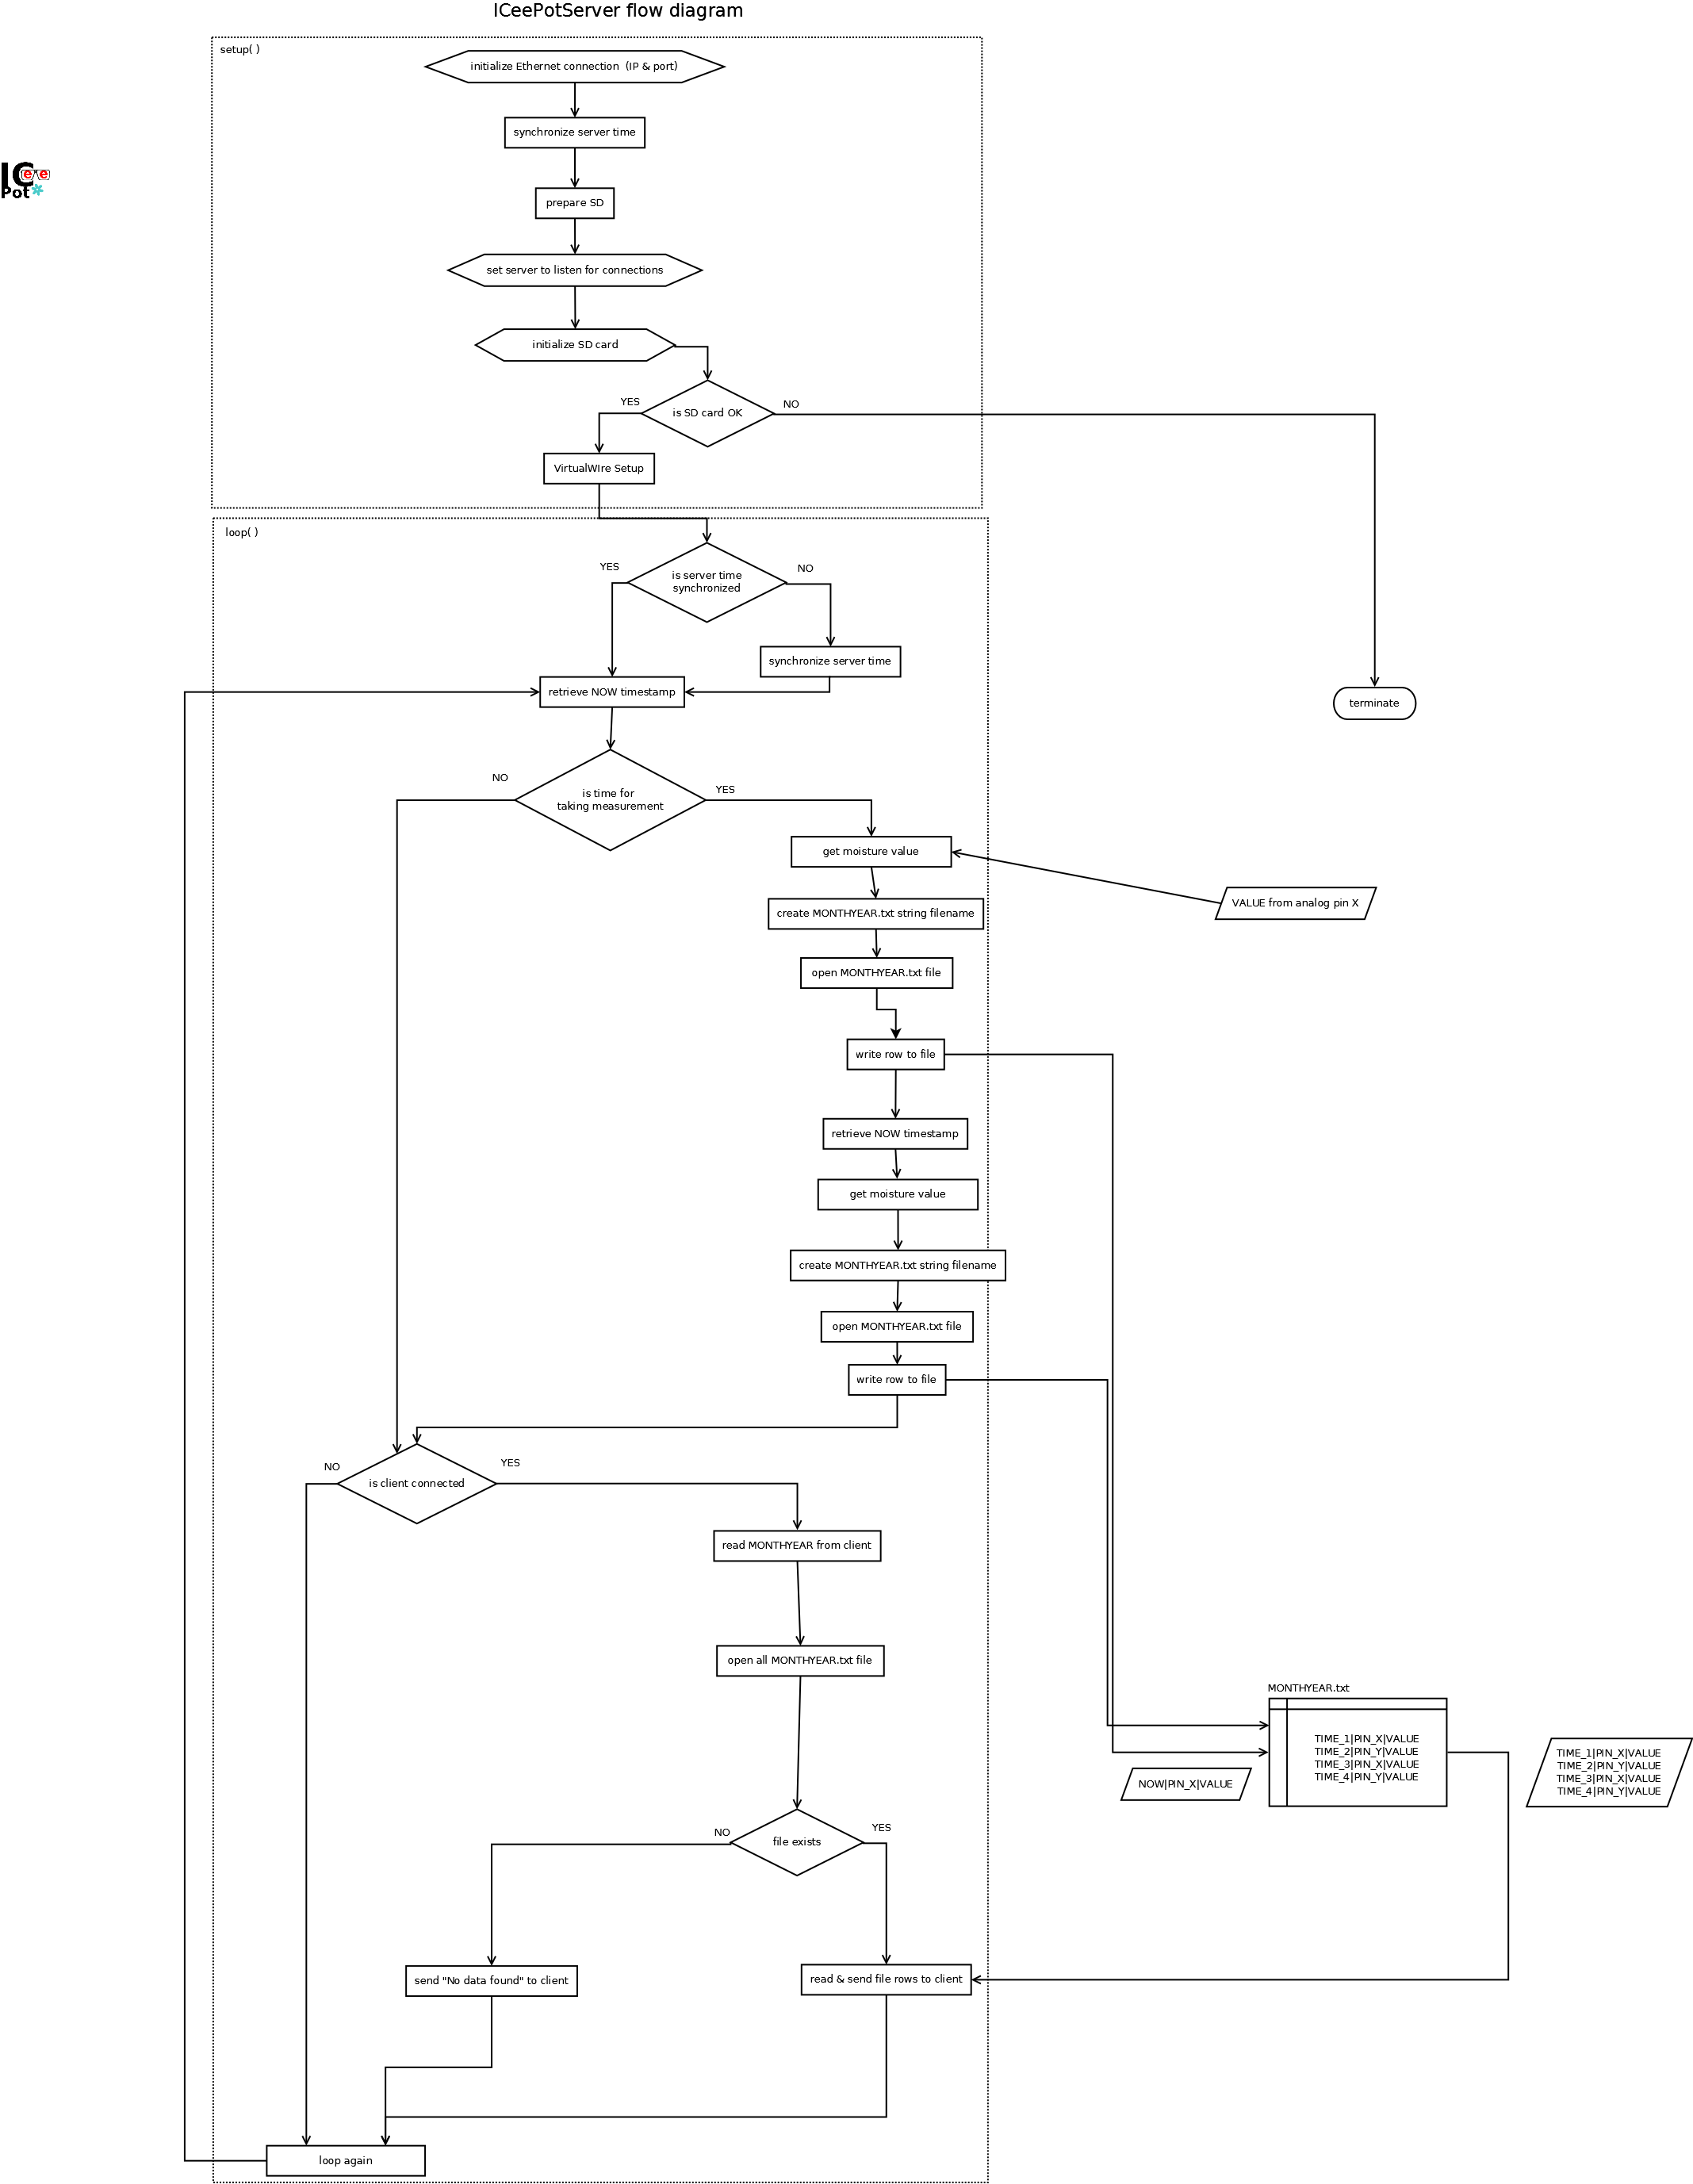 ICeePotServer flow diagram
setup( )
initialize Ethernet connection  (IP & port)
synchronize server time
ICee
Pot
prepare SD
set server to listen for connections
initialize SD card
is SD card OK
YES
NO
VirtualWIre Setup
loop( )
is server time
synchronized
YES
NO
synchronize server time
retrieve NOW timestamp
terminate
is time for
taking measurement
NO
YES
get moisture value
VALUE from analog pin X
create MONTHYEAR.txt string filename
open MONTHYEAR.txt file
write row to file
retrieve NOW timestamp
get moisture value
create MONTHYEAR.txt string filename
open MONTHYEAR.txt file
write row to file
is client connected
NO
YES
read MONTHYEAR from client
open all MONTHYEAR.txt file
MONTHYEAR.txt
TIME_1|PIN_X|VALUE
TIME_2|PIN_Y|VALUE
TIME_3|PIN_X|VALUE
TIME_4|PIN_Y|VALUE
TIME_1|PIN_X|VALUE
TIME_2|PIN_Y|VALUE
TIME_3|PIN_X|VALUE
TIME_4|PIN_Y|VALUE
NOW|PIN_X|VALUE
file exists
NO
YES
send "No data found" to client
read & send file rows to client
loop again